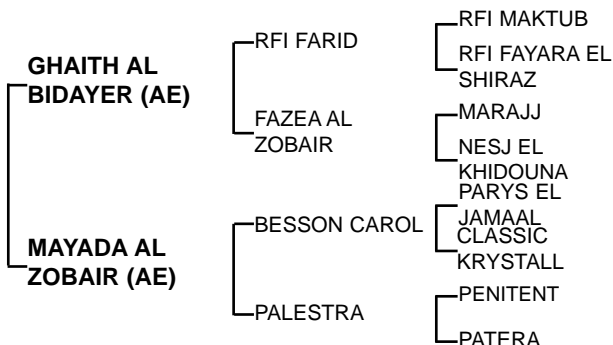 GHAITH AL
BIDAYER (AE)
RFI FARID
RFI MAKTUB
RFI FAYARA EL
SHIRAZ
FAZEA AL
ZOBAIR
MARAJJ
NESJ EL
KHIDOUNA
MAYADA AL
ZOBAIR (AE)
BESSON CAROL
PARYS EL
JAMAAL
CLASSIC
KRYSTALL
PALESTRA
PENITENT
PATERA